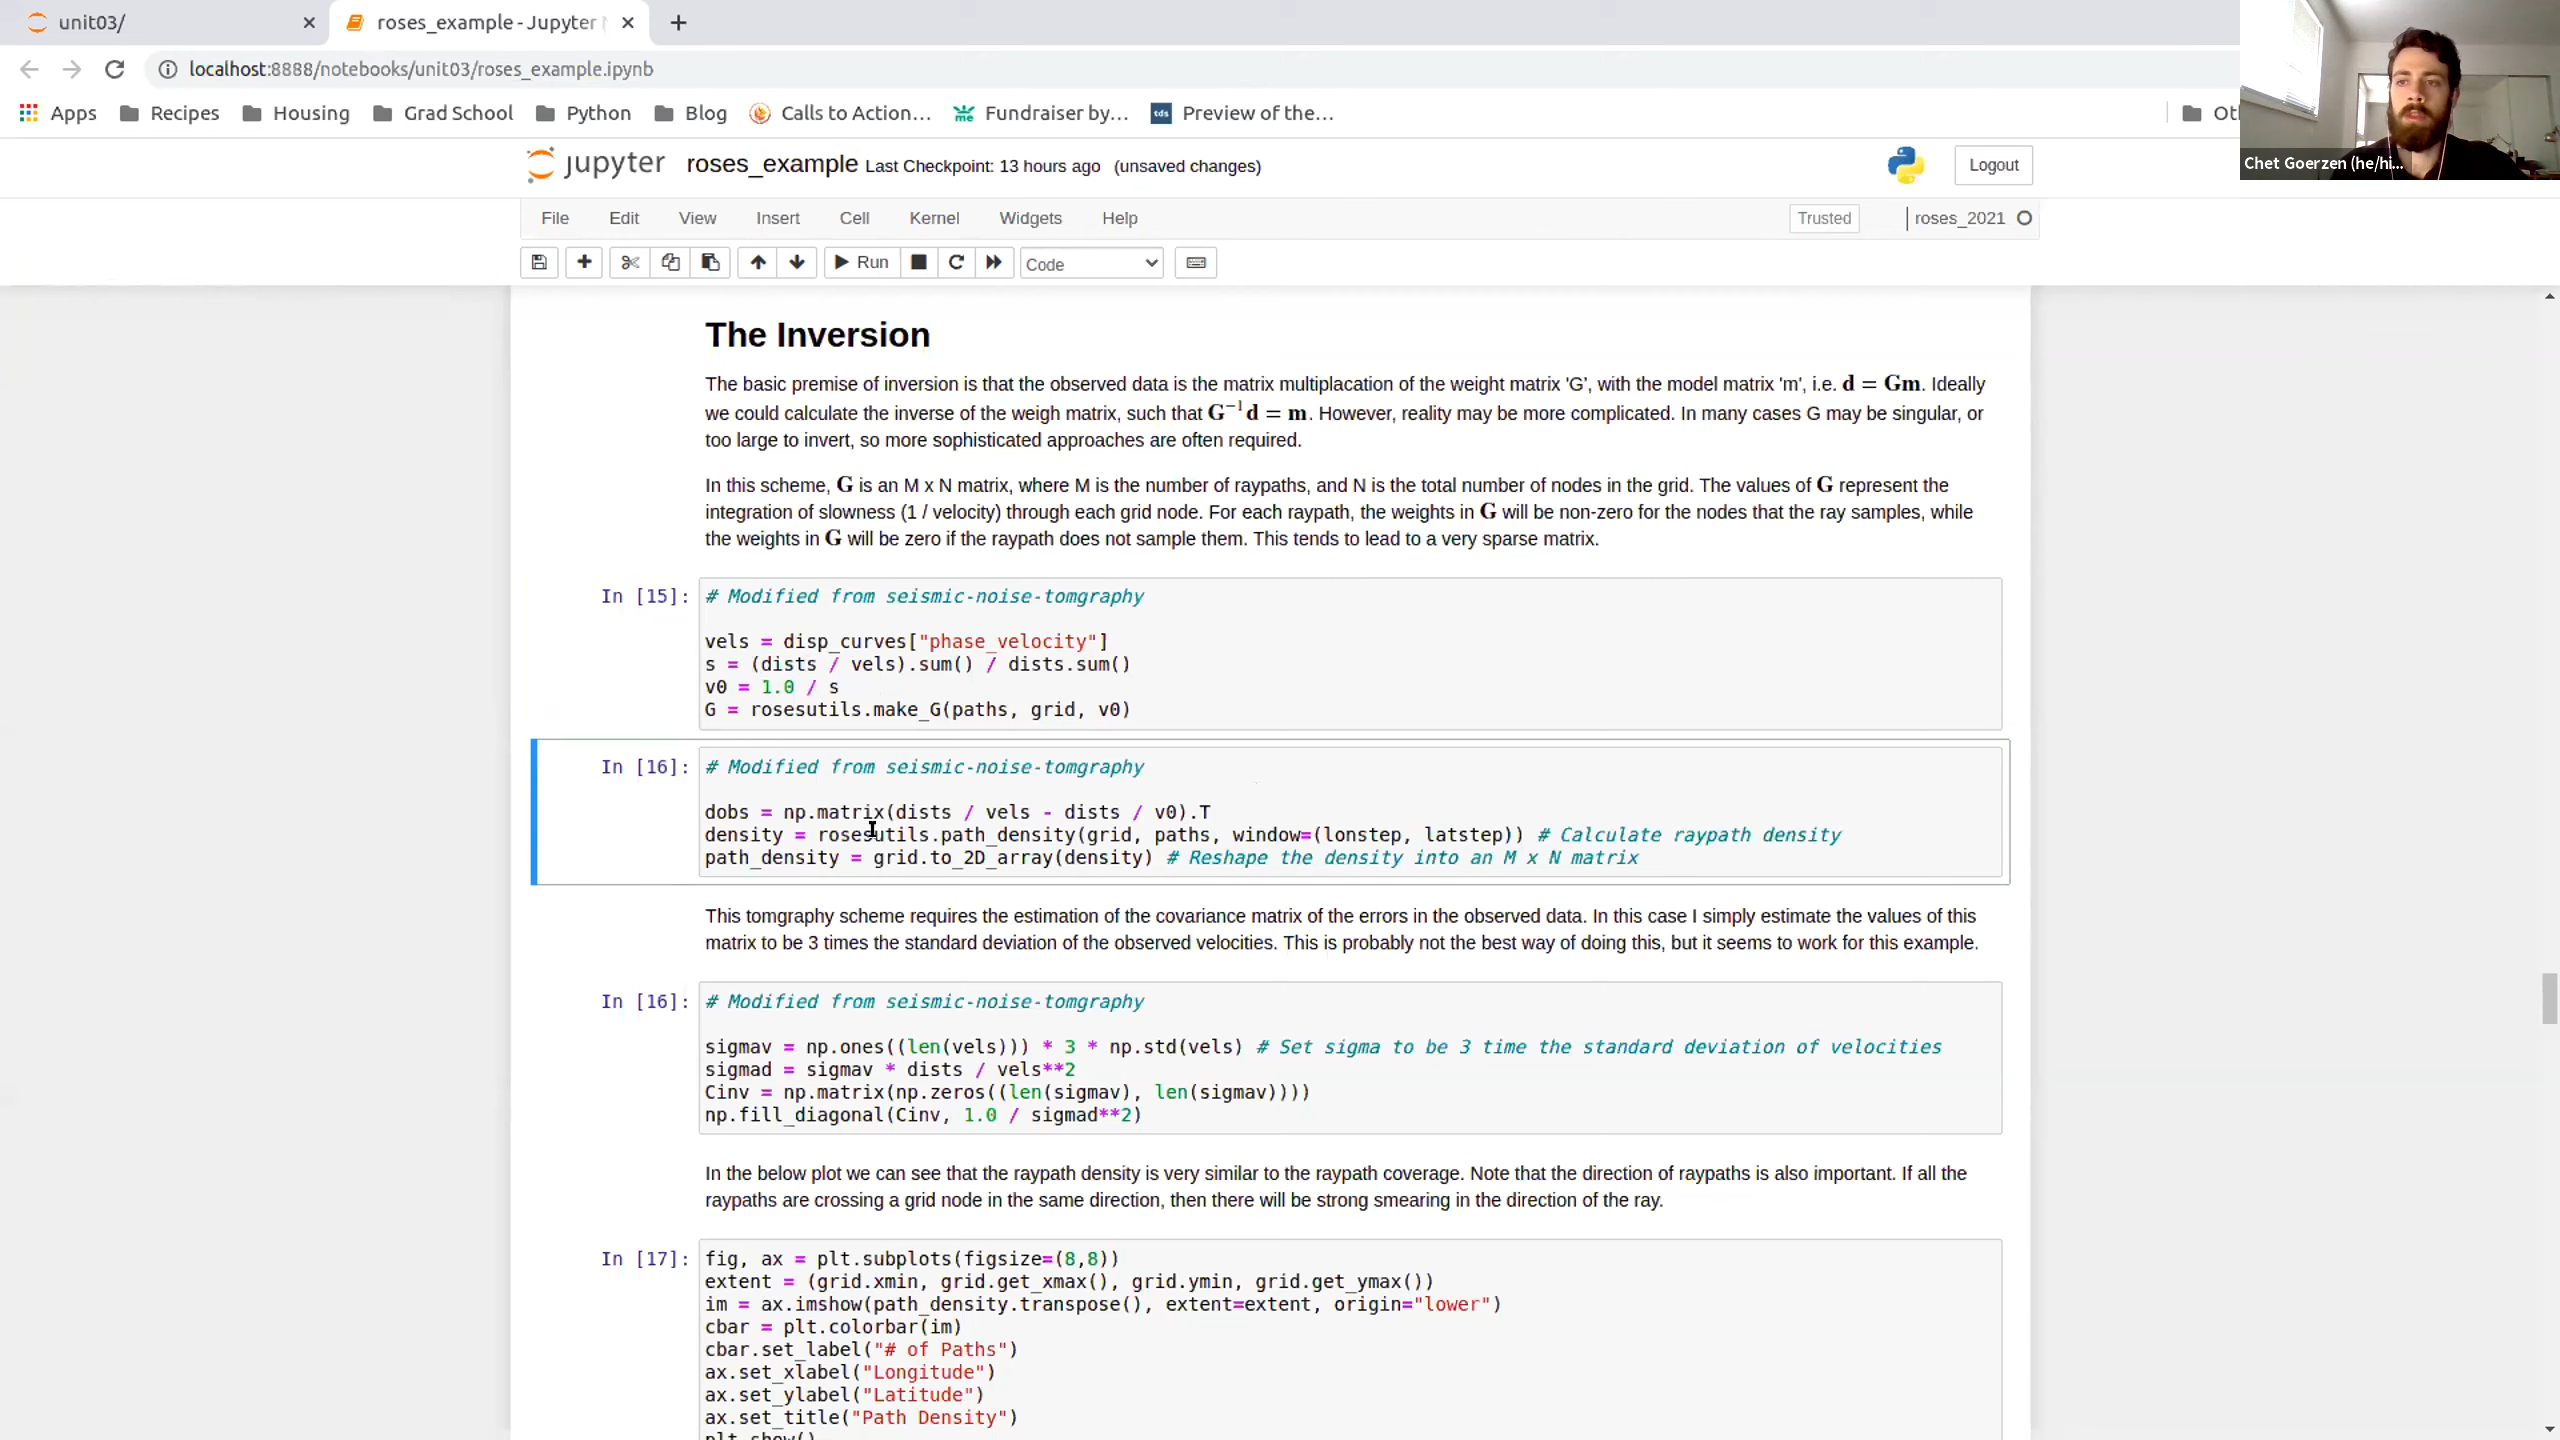 unit03/
roses_example - Jupyter
localhost:8888/notebooks/unit03/roses_example.ipynb
Apps Recipes Housing Grad School Python Blog Calls to Action... Fundraiser by... tds Preview of the...
Chet Goerzen (he/hi...
jupyter roses_example Last Checkpoint: 13 hours ago (unsaved changes) Logout
File Edit View Insert Cell Kernel Widgets Help Trusted roses_2021
Run Code
The Inversion
The basic premise of inversion is that the observed data is the matrix multiplacation of the weight matrix 'G', with the model matrix 'm', i.e. d = Gm. Ideally
we could calculate the inverse of the weigh matrix, such that G⁻¹d = m. However, reality may be more complicated. In many cases G may be singular, or
too large to invert, so more sophisticated approaches are often required.
In this scheme, G is an M x N matrix, where M is the number of raypaths, and N is the total number of nodes in the grid. The values of G represent the
integration of slowness (1 / velocity) through each grid node. For each raypath, the weights in G will be non-zero for the nodes that the ray samples, while
the weights in G will be zero if the raypath does not sample them. This tends to lead to a very sparse matrix.
In [15]: # Modified from seismic-noise-tomgraphy
vels = disp_curves["phase_velocity"]
s = (dists / vels).sum() / dists.sum()
v0 = 1.0 / s
G = rosesutils.make_G(paths, grid, v0)
In [16]: # Modified from seismic-noise-tomgraphy
dobs = np.matrix(dists / vels - dists / v0).T
density = rosesutils.path_density(grid, paths, window=(lonstep, latstep)) # Calculate raypath density
path_density = grid.to_2D_array(density) # Reshape the density into an M x N matrix
This tomgraphy scheme requires the estimation of the covariance matrix of the errors in the observed data. In this case I simply estimate the values of this
matrix to be 3 times the standard deviation of the observed velocities. This is probably not the best way of doing this, but it seems to work for this example.
In [16]: # Modified from seismic-noise-tomgraphy
sigmav = np.ones((len(vels))) * 3 * np.std(vels) # Set sigma to be 3 time the standard deviation of velocities
sigmad = sigmav * dists / vels**2
Cinv = np.matrix(np.zeros((len(sigmav), len(sigmav))))
np.fill_diagonal(Cinv, 1.0 / sigmad**2)
In the below plot we can see that the raypath density is very similar to the raypath coverage. Note that the direction of raypaths is also important. If all the
raypaths are crossing a grid node in the same direction, then there will be strong smearing in the direction of the ray.
In [17]: fig, ax = plt.subplots(figsize=(8,8))
extent = (grid.xmin, grid.get_xmax(), grid.ymin, grid.get_ymax())
im = ax.imshow(path_density.transpose(), extent=extent, origin="lower")
cbar = plt.colorbar(im)
cbar.set_label("# of Paths")
ax.set_xlabel("Longitude")
ax.set_ylabel("Latitude")
ax.set_title("Path Density")
plt.show()